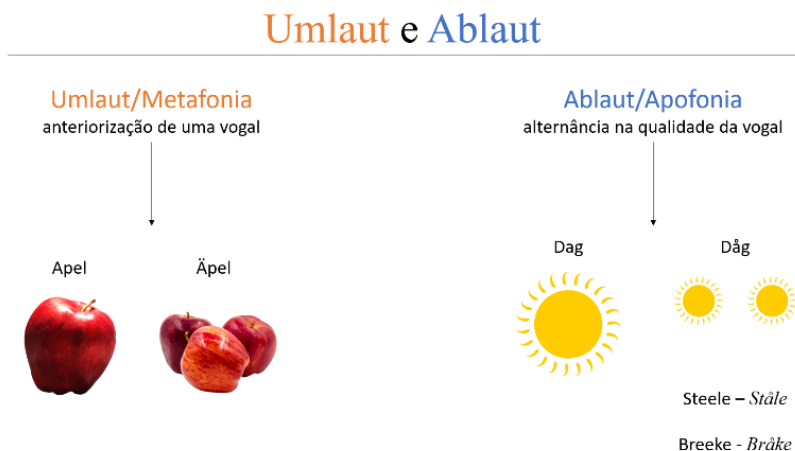 Umlaut e Ablaut
Umlaut/Metafonia
anteriorização de uma vogal
Apel
Äpel
Ablaut/Apofonia
alternância na qualidade da vogal
Dag
Dåg
Steele – Ståle
Breeke - Bråke